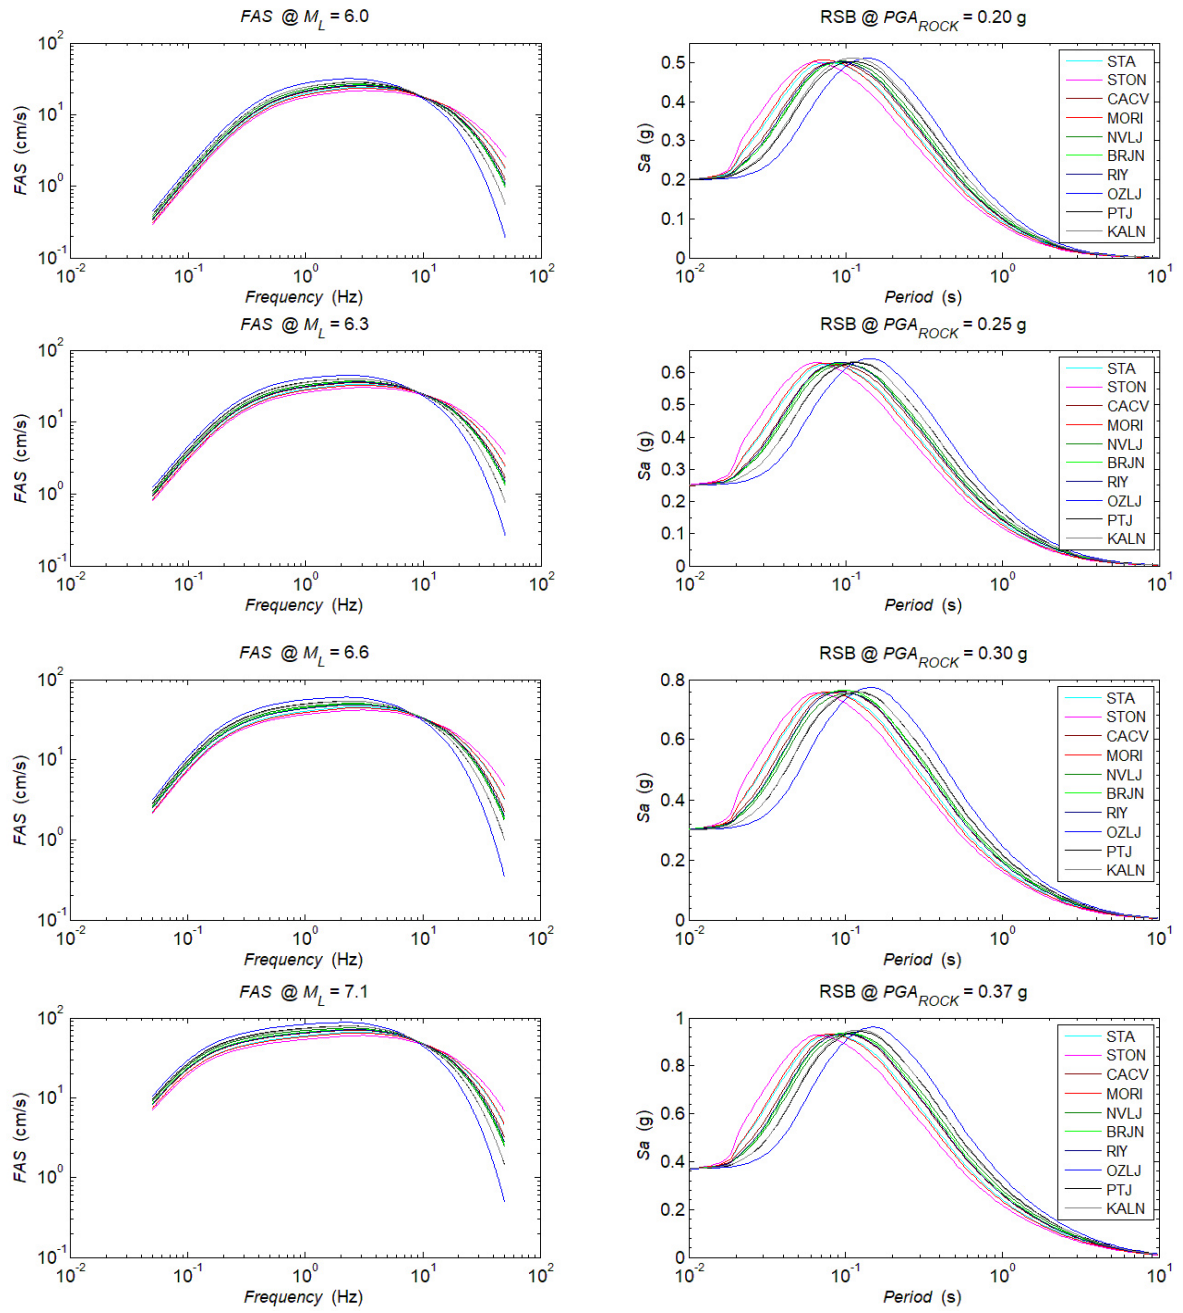 FAS @ M_L = 6.0
10^2
10^1
10^0
10^-1
FAS (cm/s)
10^-2 10^-1 10^0 10^1 10^2
Frequency (Hz)
RSB @ PGA_ROCK = 0.20 g
0.5
0.4
0.3
0.2
0.1
0
Sa (g)
STA
STON
CACV
MORI
NVLJ
BRJN
RIY
OZLJ
PTJ
KALN
10^-2 10^-1 10^0 10^1
Period (s)
FAS @ M_L = 6.3
10^2
10^1
10^0
10^-1
FAS (cm/s)
10^-2 10^-1 10^0 10^1 10^2
Frequency (Hz)
RSB @ PGA_ROCK = 0.25 g
0.6
0.5
0.4
0.3
0.2
0.1
0
Sa (g)
STA
STON
CACV
MORI
NVLJ
BRJN
RIY
OZLJ
PTJ
KALN
10^-2 10^-1 10^0 10^1
Period (s)
FAS @ M_L = 6.6
10^2
10^1
10^0
10^-1
FAS (cm/s)
10^-2 10^-1 10^0 10^1 10^2
Frequency (Hz)
RSB @ PGA_ROCK = 0.30 g
0.8
0.6
0.4
0.2
0
Sa (g)
STA
STON
CACV
MORI
NVLJ
BRJN
RIY
OZLJ
PTJ
KALN
10^-2 10^-1 10^0 10^1
Period (s)
FAS @ M_L = 7.1
10^2
10^1
10^0
10^-1
FAS (cm/s)
10^-2 10^-1 10^0 10^1 10^2
Frequency (Hz)
RSB @ PGA_ROCK = 0.37 g
1
0.8
0.6
0.4
0.2
0
Sa (g)
STA
STON
CACV
MORI
NVLJ
BRJN
RIY
OZLJ
PTJ
KALN
10^-2 10^-1 10^0 10^1
Period (s)